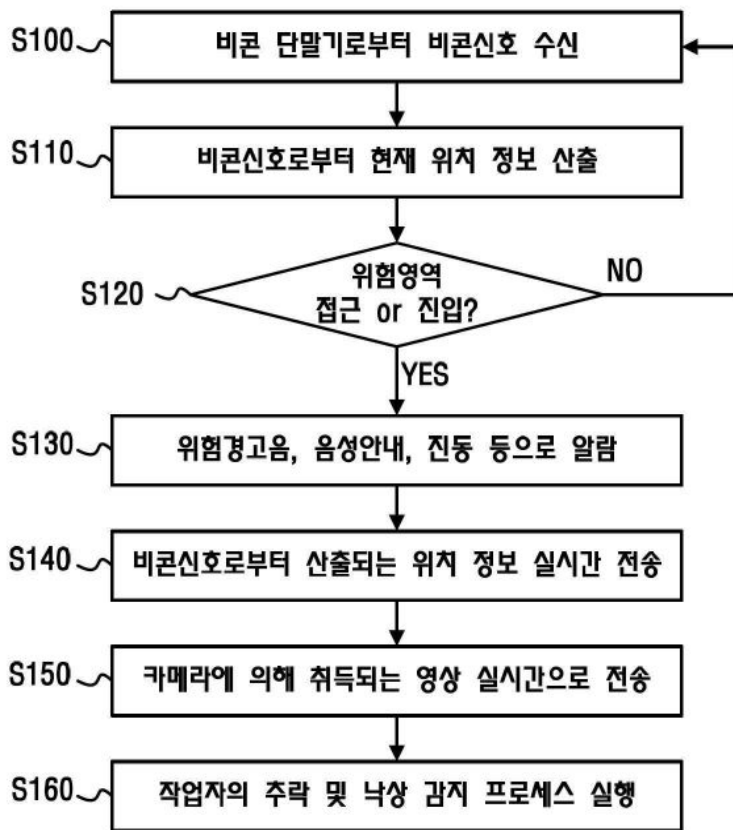 S100
비콘 단말기로부터 비콘신호 수신
S110
비콘신호로부터 현재 위치 정보 산출
S120
위험영역
접근 or 진입?
NO
YES
S130
위험경고음, 음성안내, 진동 등으로 알람
S140
비콘신호로부터 산출되는 위치 정보 실시간 전송
S150
카메라에 의해 취득되는 영상 실시간으로 전송
S160
작업자의 추락 및 낙상 감지 프로세스 실행